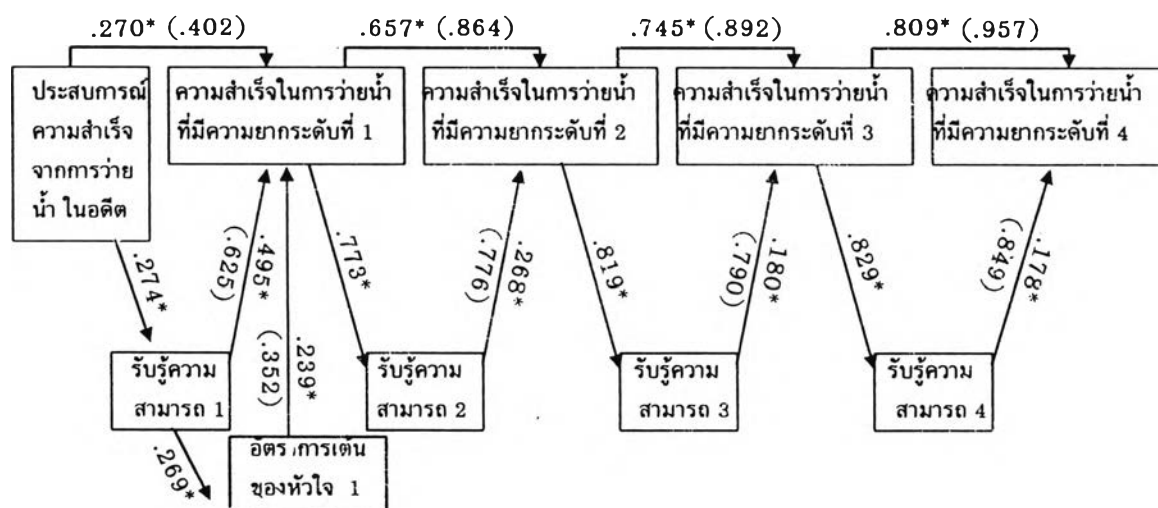 .270* (.402)
.657* (.864)
.745* (.892)
.809* (.957)
ประสบการณ์
ความสำเร็จ
จากการว่าย
น้ำ ในอดีต
ความสำเร็จในการว่ายน้ำ
ที่มีความยากระดับที่ 1
ความสำเร็จในการว่ายน้ำ
ที่มีความยากระดับที่ 2
ความสำเร็จในการว่ายน้ำ
ที่มีความยากระดับที่ 3
ความสำเร็จในการว่ายน้ำ
ที่มีความยากระดับที่ 4
.274*
.495*
(.625)
.239*
(.352)
.773*
.268*
(.776)
.819*
.180*
(.790)
.829*
.178*
(.849)
รับรู้ความ
สามารถ 1
รับรู้ความ
สามารถ 2
รับรู้ความ
สามารถ 3
รับรู้ความ
สามารถ 4
.269*
อัตราการเต้น
ของหัวใจ 1